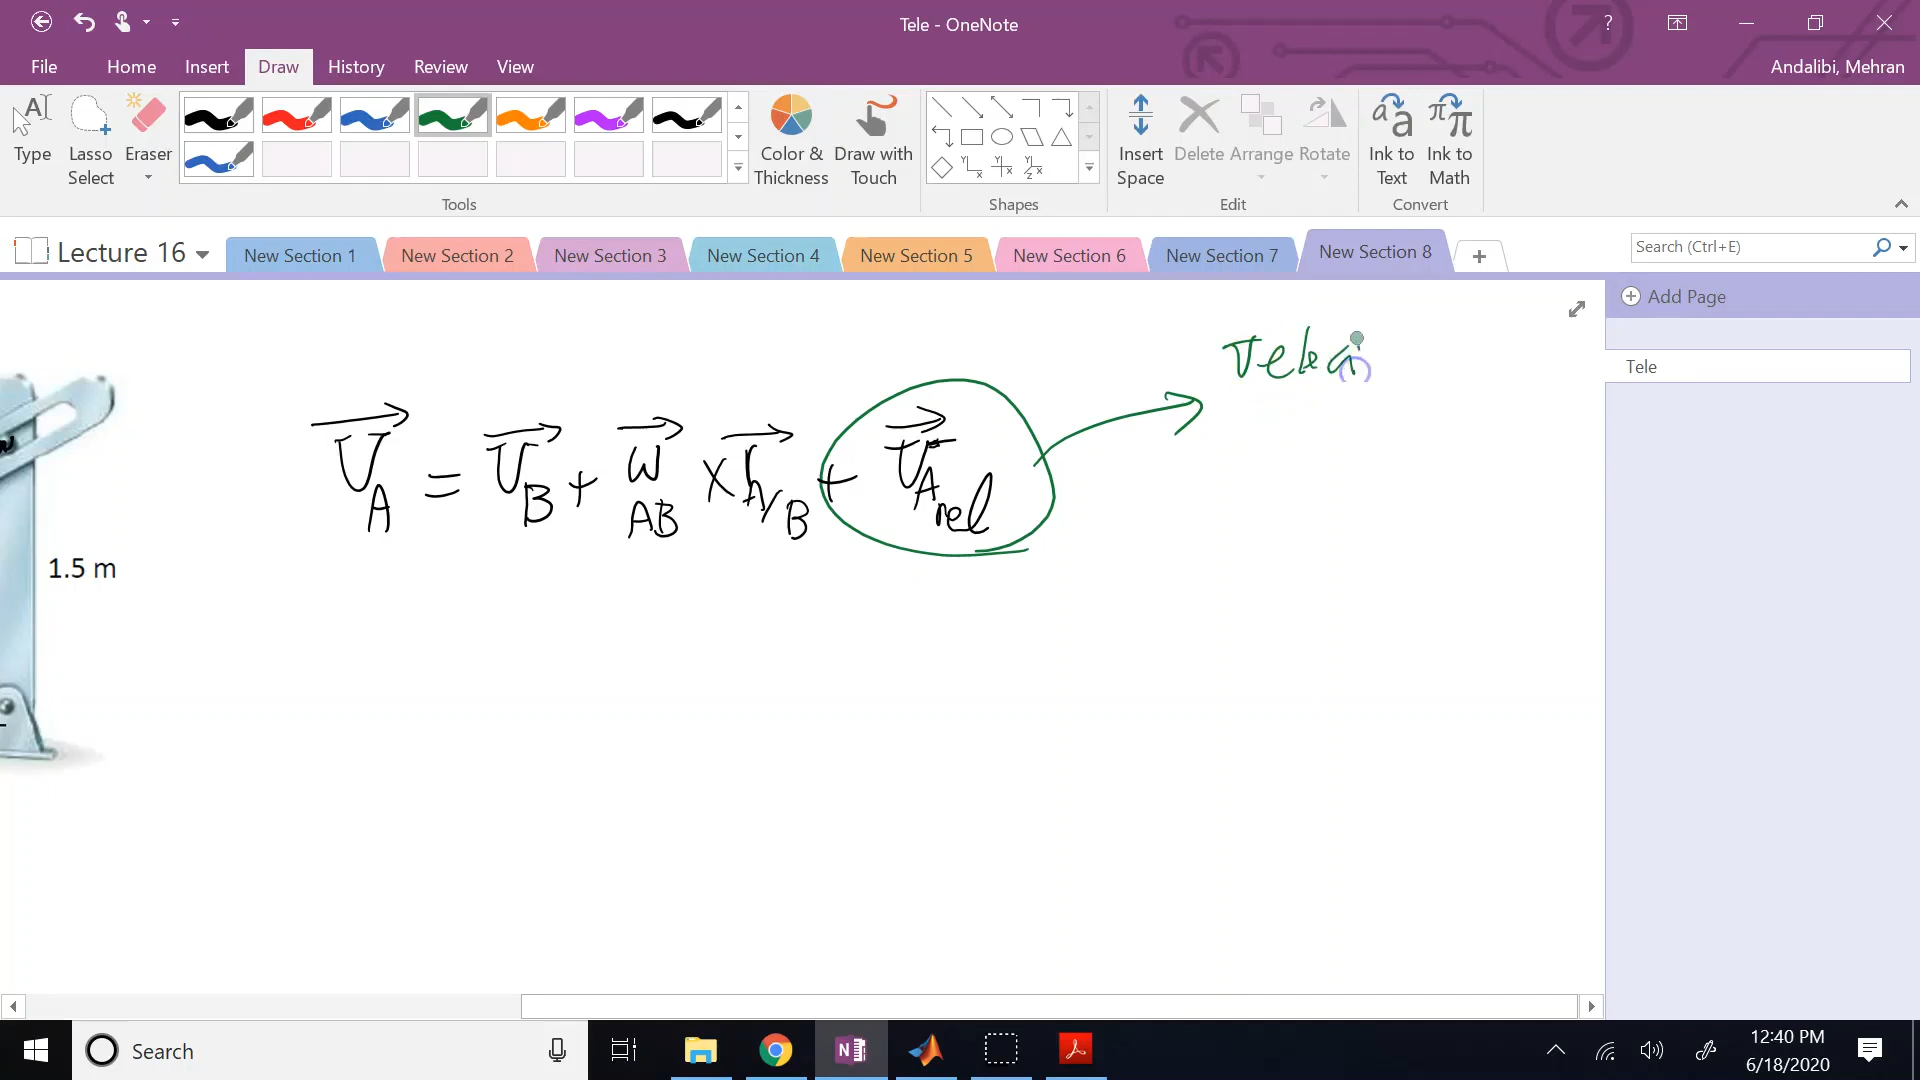 Tele - OneNote
?
File Home Insert Draw History Review View
Andalibi, Mehran
Type
Lasso Select
Eraser
Color & Thickness
Draw with Touch
Insert Space
Delete
Arrange
Rotate
Ink to Text
Ink to Math
Tools
Shapes
Edit
Convert
Lecture 16
New Section 1
New Section 2
New Section 3
New Section 4
New Section 5
New Section 6
New Section 7
New Section 8
Search (Ctrl+E)
Add Page
Tele
V_A = V_B + ω_AB × r_A/B + V_A rel
1.5 m
Search
12:40 PM
6/18/2020